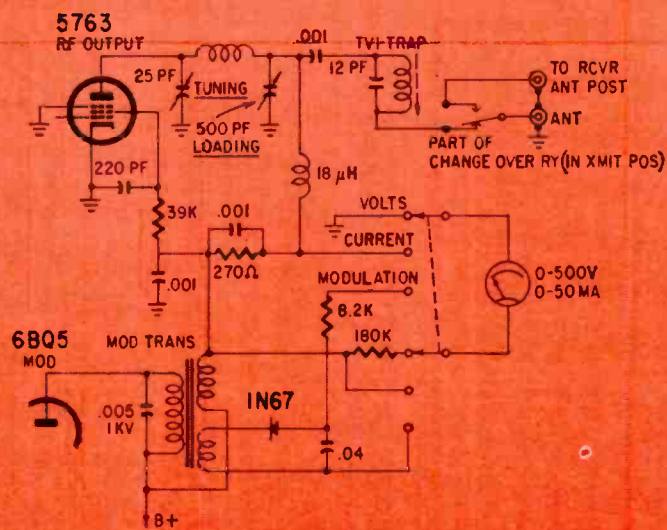 5763
RF OUTPUT
25 PF
TUNING
500 PF
LOADING
.001
TVI TRAP
12 PF
TO RCVR
ANT POST
ANT
PART OF
CHANGE OVER RY (IN XMIT POS)
220 PF
18 µH
39K
.001
270Ω
.001
VOLTS
CURRENT
MODULATION
8.2K
180K
0-500V
0-50MA
6BQ5
MOD
MOD TRANS
.005
1KV
1N67
.04
B+